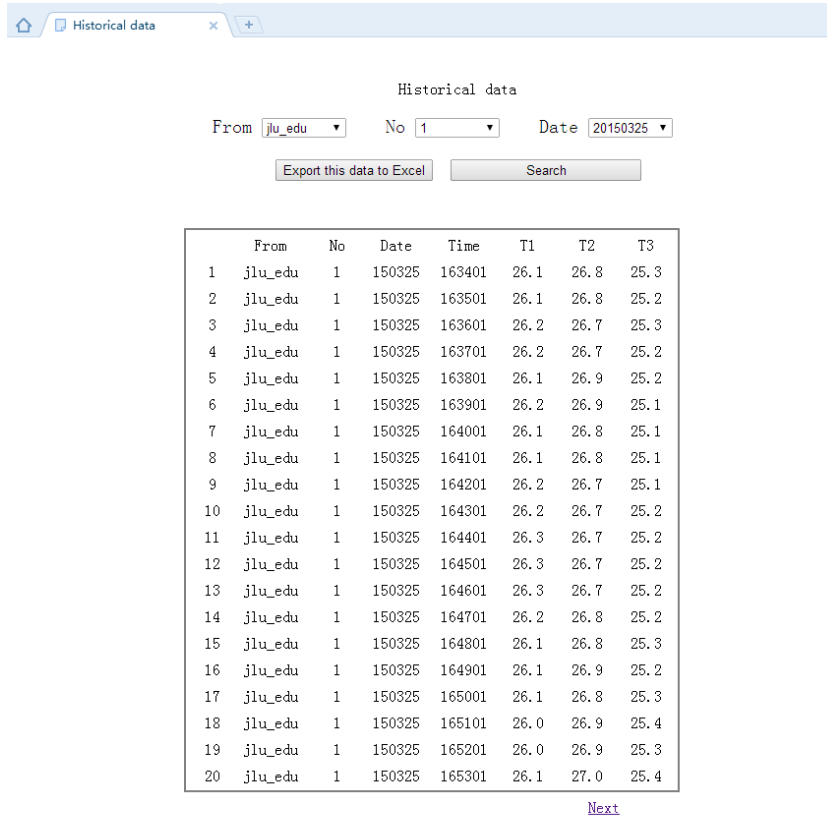 Historical data
Historical data
From jlu_edu No 1 Date 20150325
Export this data to Excel Search
From No Date Time T1 T2 T3
1 jlu_edu 1 150325 163401 26.1 26.8 25.3
2 jlu_edu 1 150325 163501 26.1 26.8 25.2
3 jlu_edu 1 150325 163601 26.2 26.7 25.3
4 jlu_edu 1 150325 163701 26.2 26.7 25.2
5 jlu_edu 1 150325 163801 26.1 26.9 25.2
6 jlu_edu 1 150325 163901 26.2 26.9 25.1
7 jlu_edu 1 150325 164001 26.1 26.8 25.1
8 jlu_edu 1 150325 164101 26.1 26.8 25.1
9 jlu_edu 1 150325 164201 26.2 26.7 25.1
10 jlu_edu 1 150325 164301 26.2 26.7 25.2
11 jlu_edu 1 150325 164401 26.3 26.7 25.2
12 jlu_edu 1 150325 164501 26.3 26.7 25.2
13 jlu_edu 1 150325 164601 26.3 26.7 25.2
14 jlu_edu 1 150325 164701 26.2 26.8 25.2
15 jlu_edu 1 150325 164801 26.1 26.8 25.3
16 jlu_edu 1 150325 164901 26.1 26.9 25.2
17 jlu_edu 1 150325 165001 26.1 26.8 25.3
18 jlu_edu 1 150325 165101 26.0 26.9 25.4
19 jlu_edu 1 150325 165201 26.0 26.9 25.3
20 jlu_edu 1 150325 165301 26.1 27.0 25.4
Next